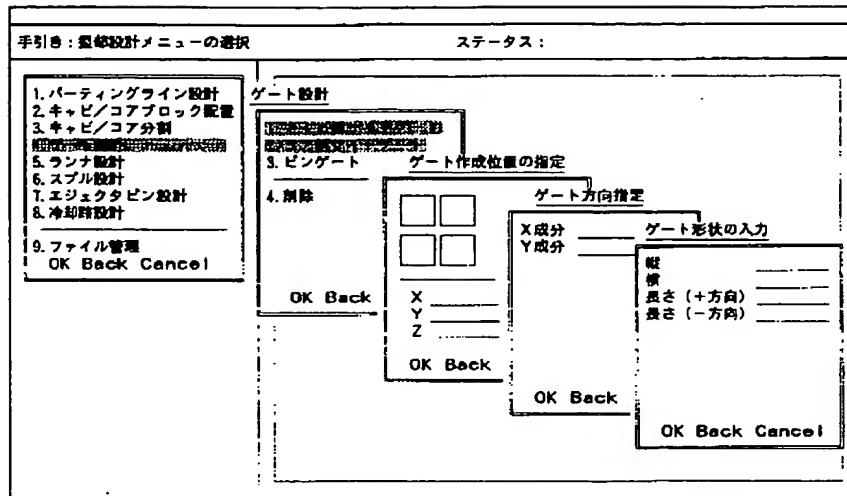 手引き：型部設計メニューの選択
ステータス：
1. パーティングライン設計
2. キャビ／コアブロック配置
3. キャビ／コア分割
5. ランナ設計
6. スプル設計
7. エジェクタピン設計
8. 冷却路設計
9. ファイル管理
OK Back Cancel
ゲート設計
3. ピンゲート
4. 削除
OK Back
ゲート作成位置の指定
X
Y
Z
OK Back
ゲート方向指定
X成分
Y成分
OK Back
ゲート形状の入力
縦
横
長さ（＋方向）
長さ（－方向）
OK Back Cancel